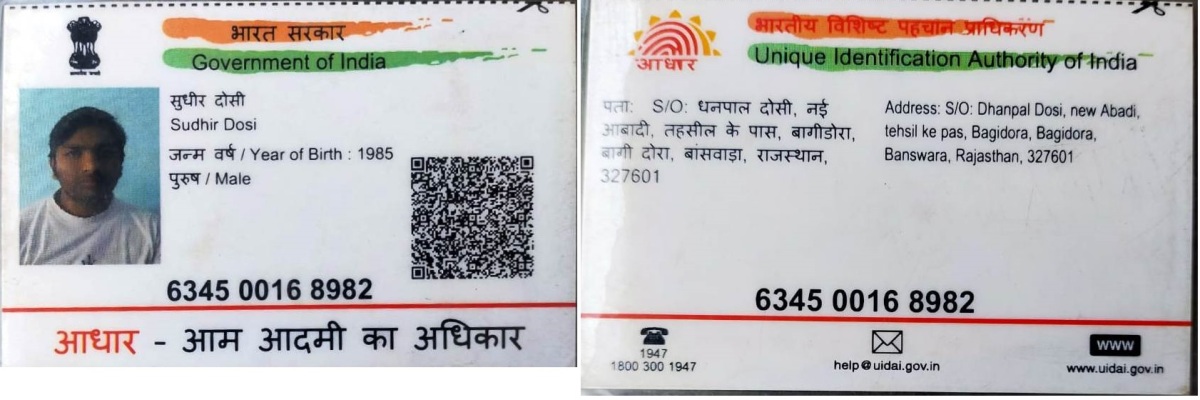 भारत सरकार
Government of India
सुधीर दोसी
Sudhir Dosi
जन्म वर्ष / Year of Birth : 1985
पुरुष / Male
6345 0016 8982
आधार - आम आदमी का अधिकार
आधार
भारतीय विशिष्ट पहचान प्राधिकरण
Unique Identification Authority of India
पता: S/O: धनपाल दोसी, नई
आबादी, तहसील के पास, बागीडोरा,
बागी दोरा, बांसवाड़ा, राजस्थान,
327601
Address: S/O: Dhanpal Dosi, new Abadi,
tehsil ke pas, Bagidora, Bagidora,
Banswara, Rajasthan, 327601
6345 0016 8982
1947
1800 300 1947
help@uidai.gov.in
www
www.uidai.gov.in